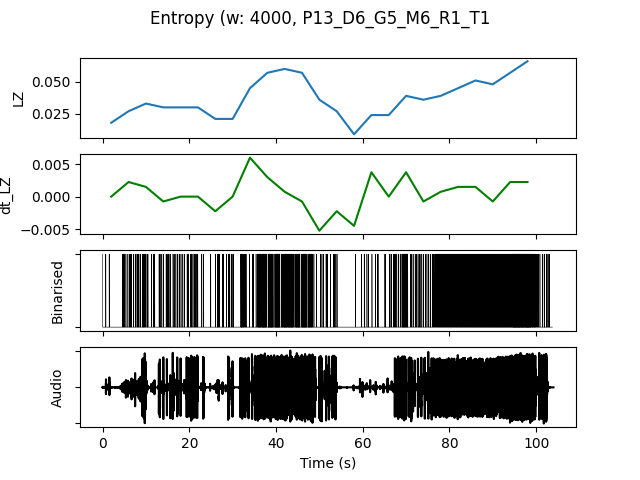 Entropy (w: 4000, P13_D6_G5_M6_R1_T1
LZ
0.050
0.025
dt_LZ
0.005
0.000
−0.005
Binarised
Audio
0 20 40 60 80 100
Time (s)